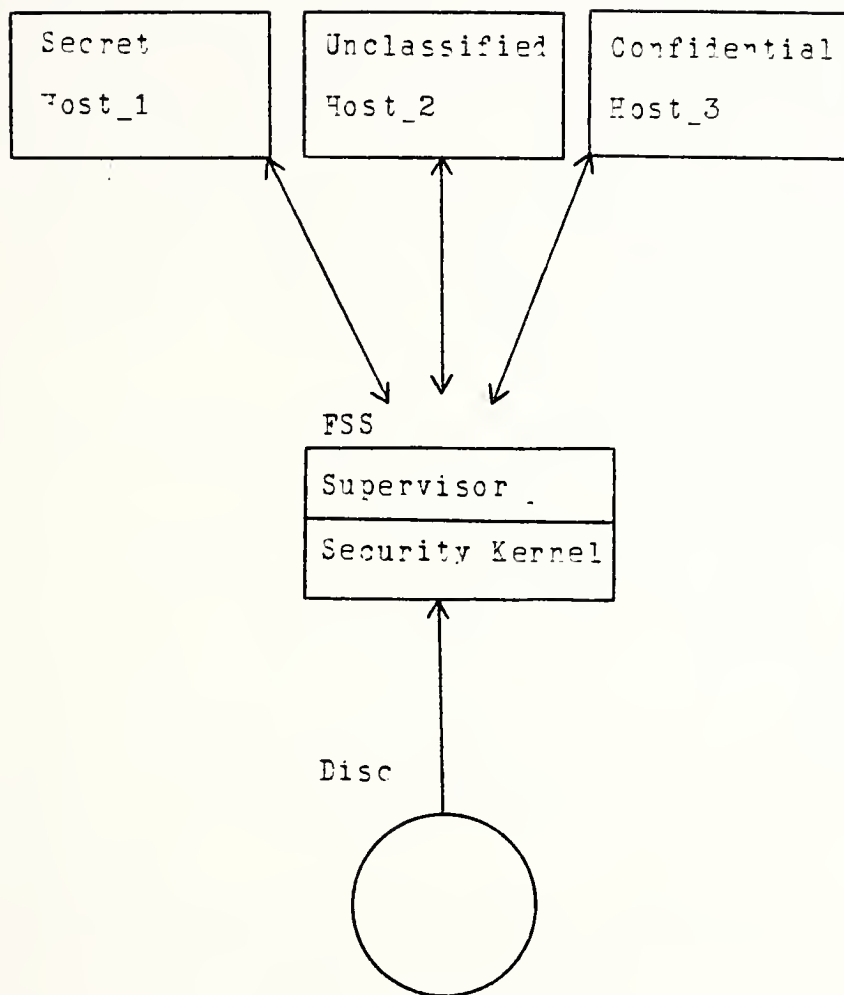 Secret
Host_1
Unclassified
Host_2
Confidential
Host_3
FSS
Supervisor
Security Kernel
Disc